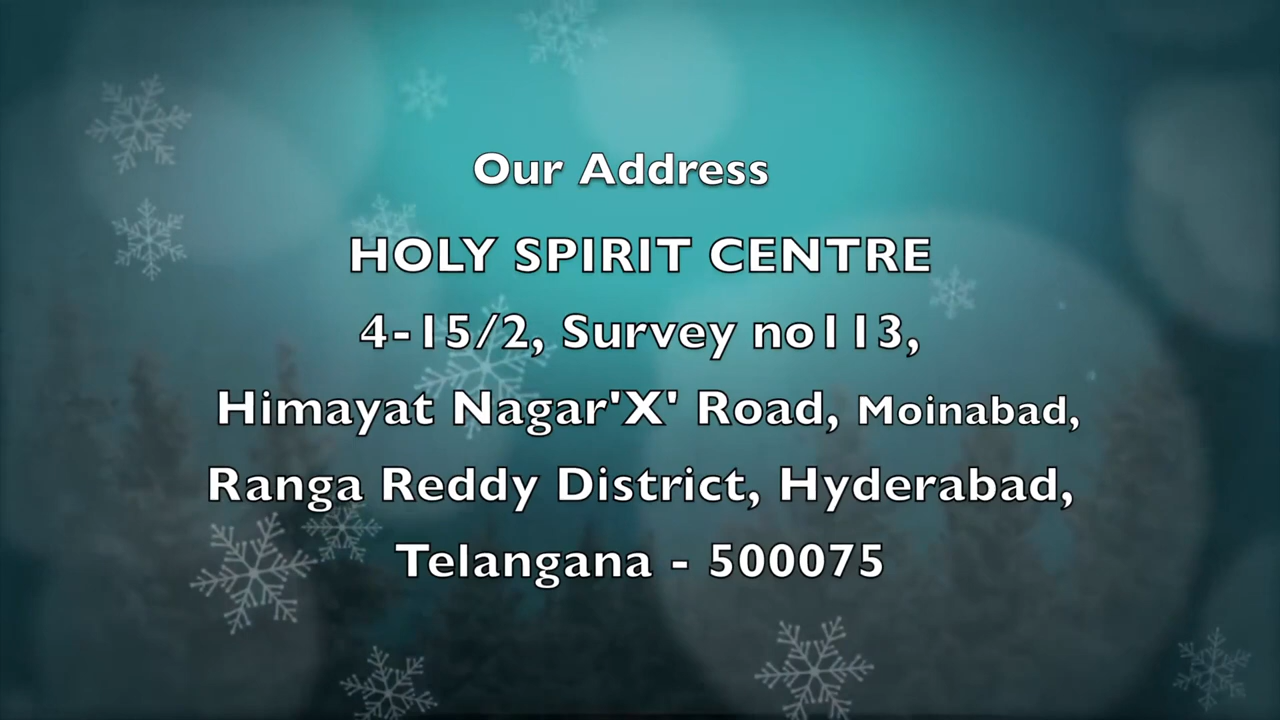 Our Address
HOLY SPIRIT CENTRE
4-15/2, Survey no113,
Himayat Nagar'X' Road, Moinabad,
Ranga Reddy District, Hyderabad,
Telangana - 500075